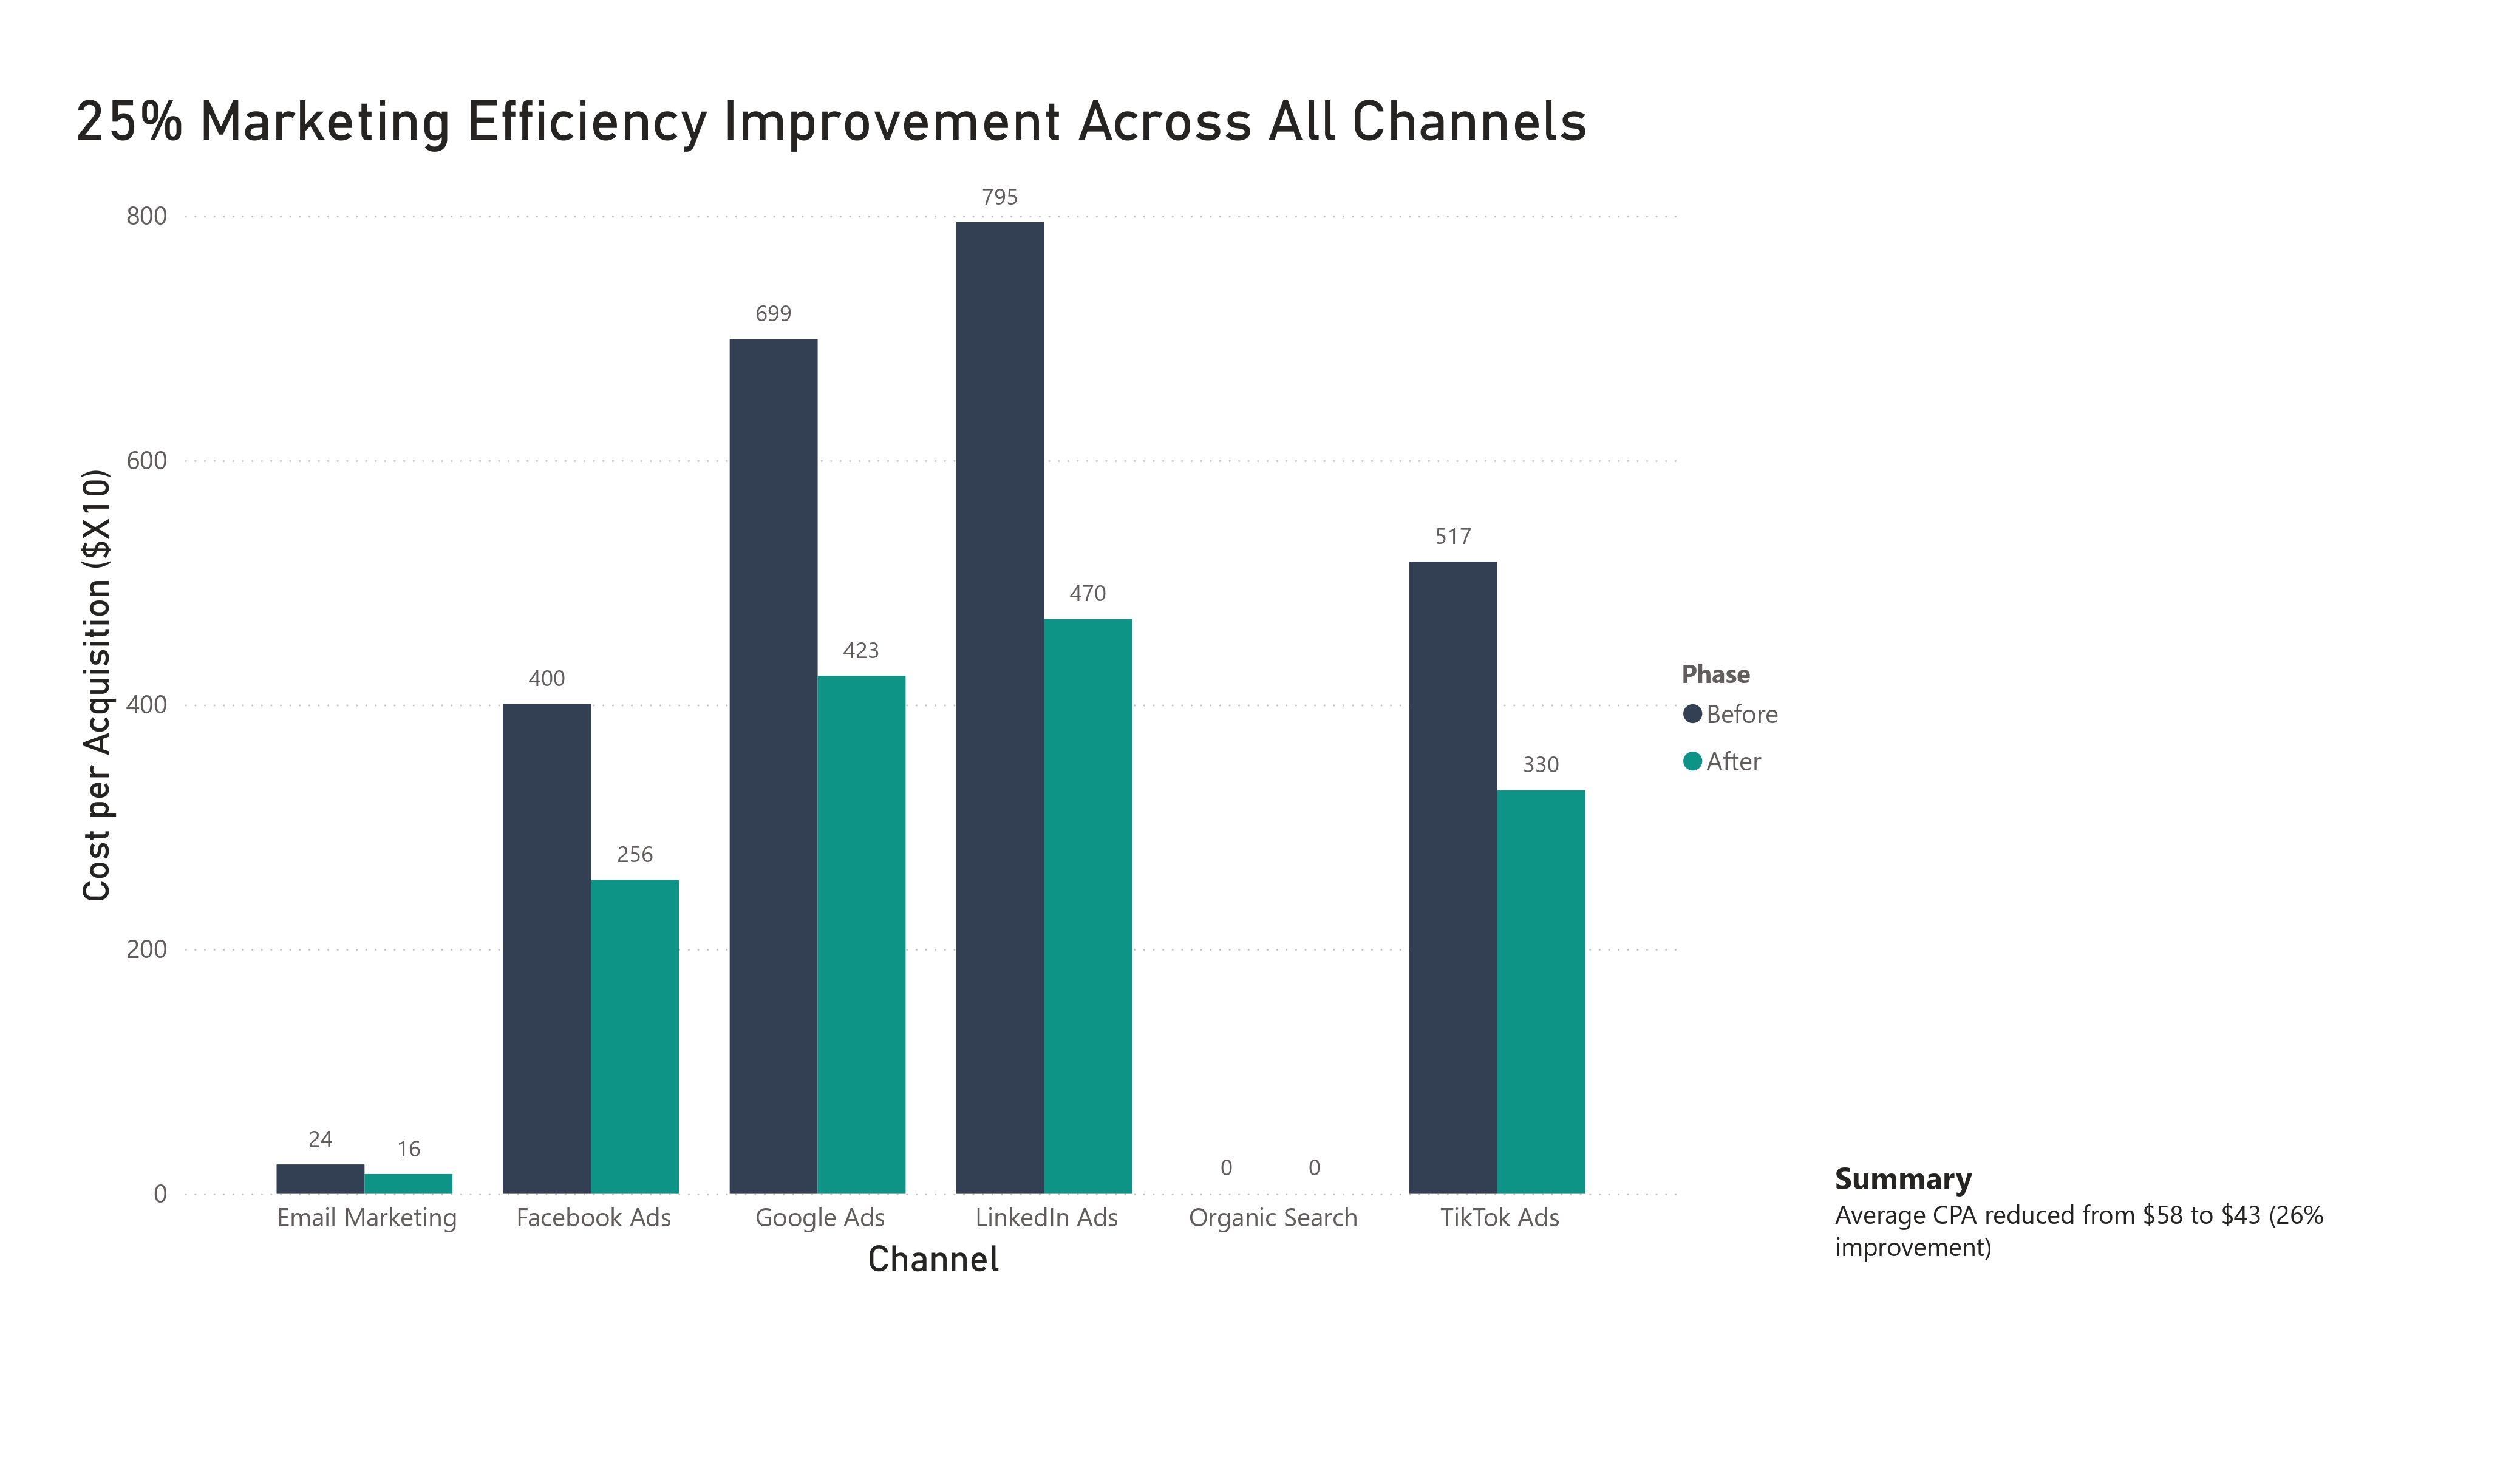 25% Marketing Efficiency Improvement Across All Channels
Cost per Acquisition ($X10)
800
600
400
200
0
24
16
400
256
699
423
795
470
0
0
517
330
Email Marketing
Facebook Ads
Google Ads
LinkedIn Ads
Organic Search
TikTok Ads
Channel
Phase
Before
After
Summary
Average CPA reduced from $58 to $43 (26%
improvement)